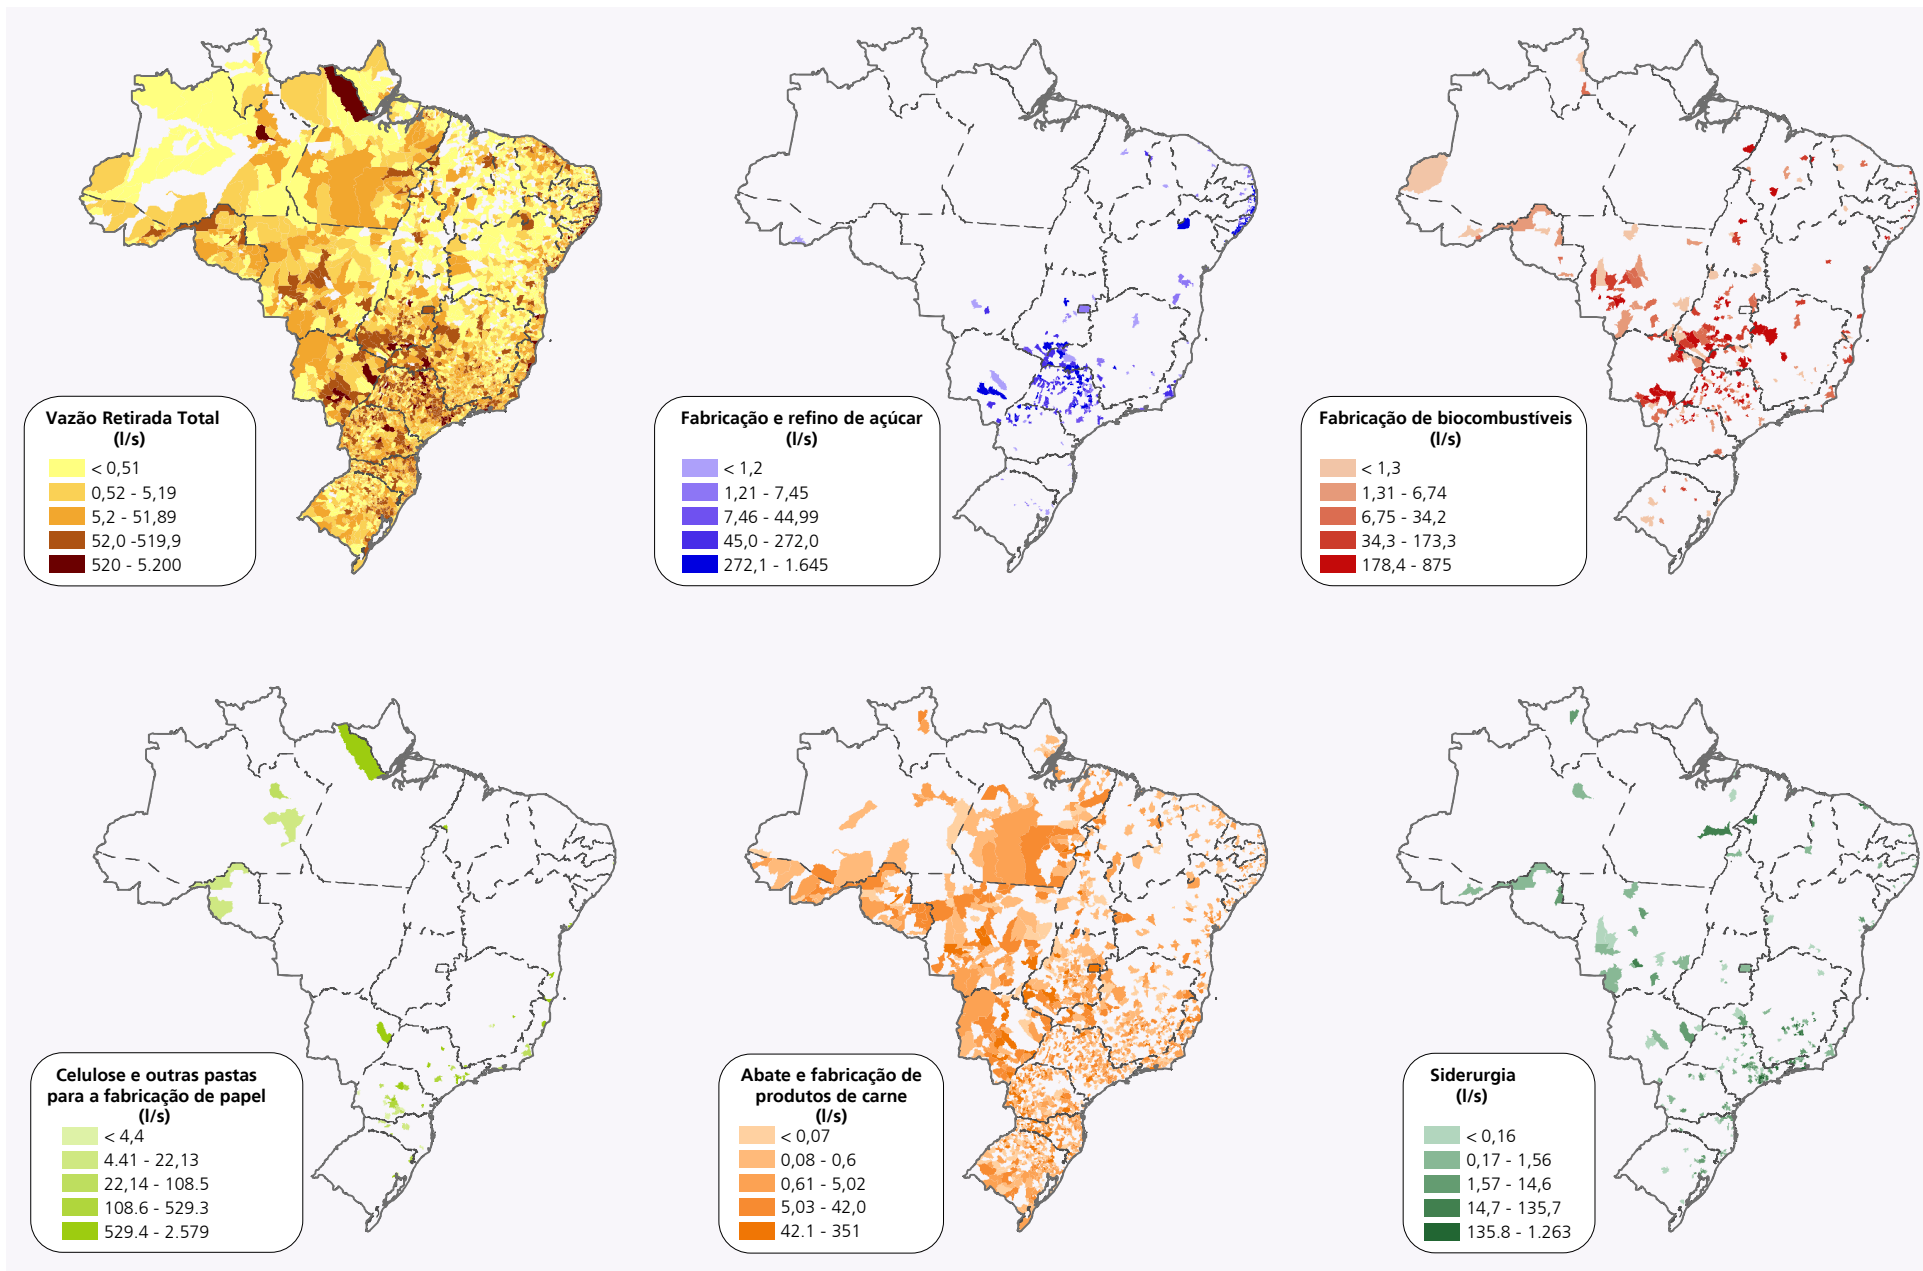 Vazão Retirada Total
(l/s)
< 0,51
0,52 - 5,19
5,2 - 51,89
52,0 -519,9
520 - 5.200
Fabricação e refino de açúcar
(l/s)
< 1,2
1,21 - 7,45
7,46 - 44,99
45,0 - 272,0
272,1 - 1.645
Fabricação de biocombustíveis
(l/s)
< 1,3
1,31 - 6,74
6,75 - 34,2
34,3 - 173,3
178,4 - 875
Celulose e outras pastas
para a fabricação de papel
(l/s)
< 4,4
4.41 - 22,13
22,14 - 108.5
108.6 - 529.3
529.4 - 2.579
Abate e fabricação de
produtos de carne
(l/s)
< 0,07
0,08 - 0,6
0,61 - 5,02
5,03 - 42,0
42.1 - 351
Siderurgia
(l/s)
< 0,16
0,17 - 1,56
1,57 - 14,6
14,7 - 135,7
135.8 - 1.263